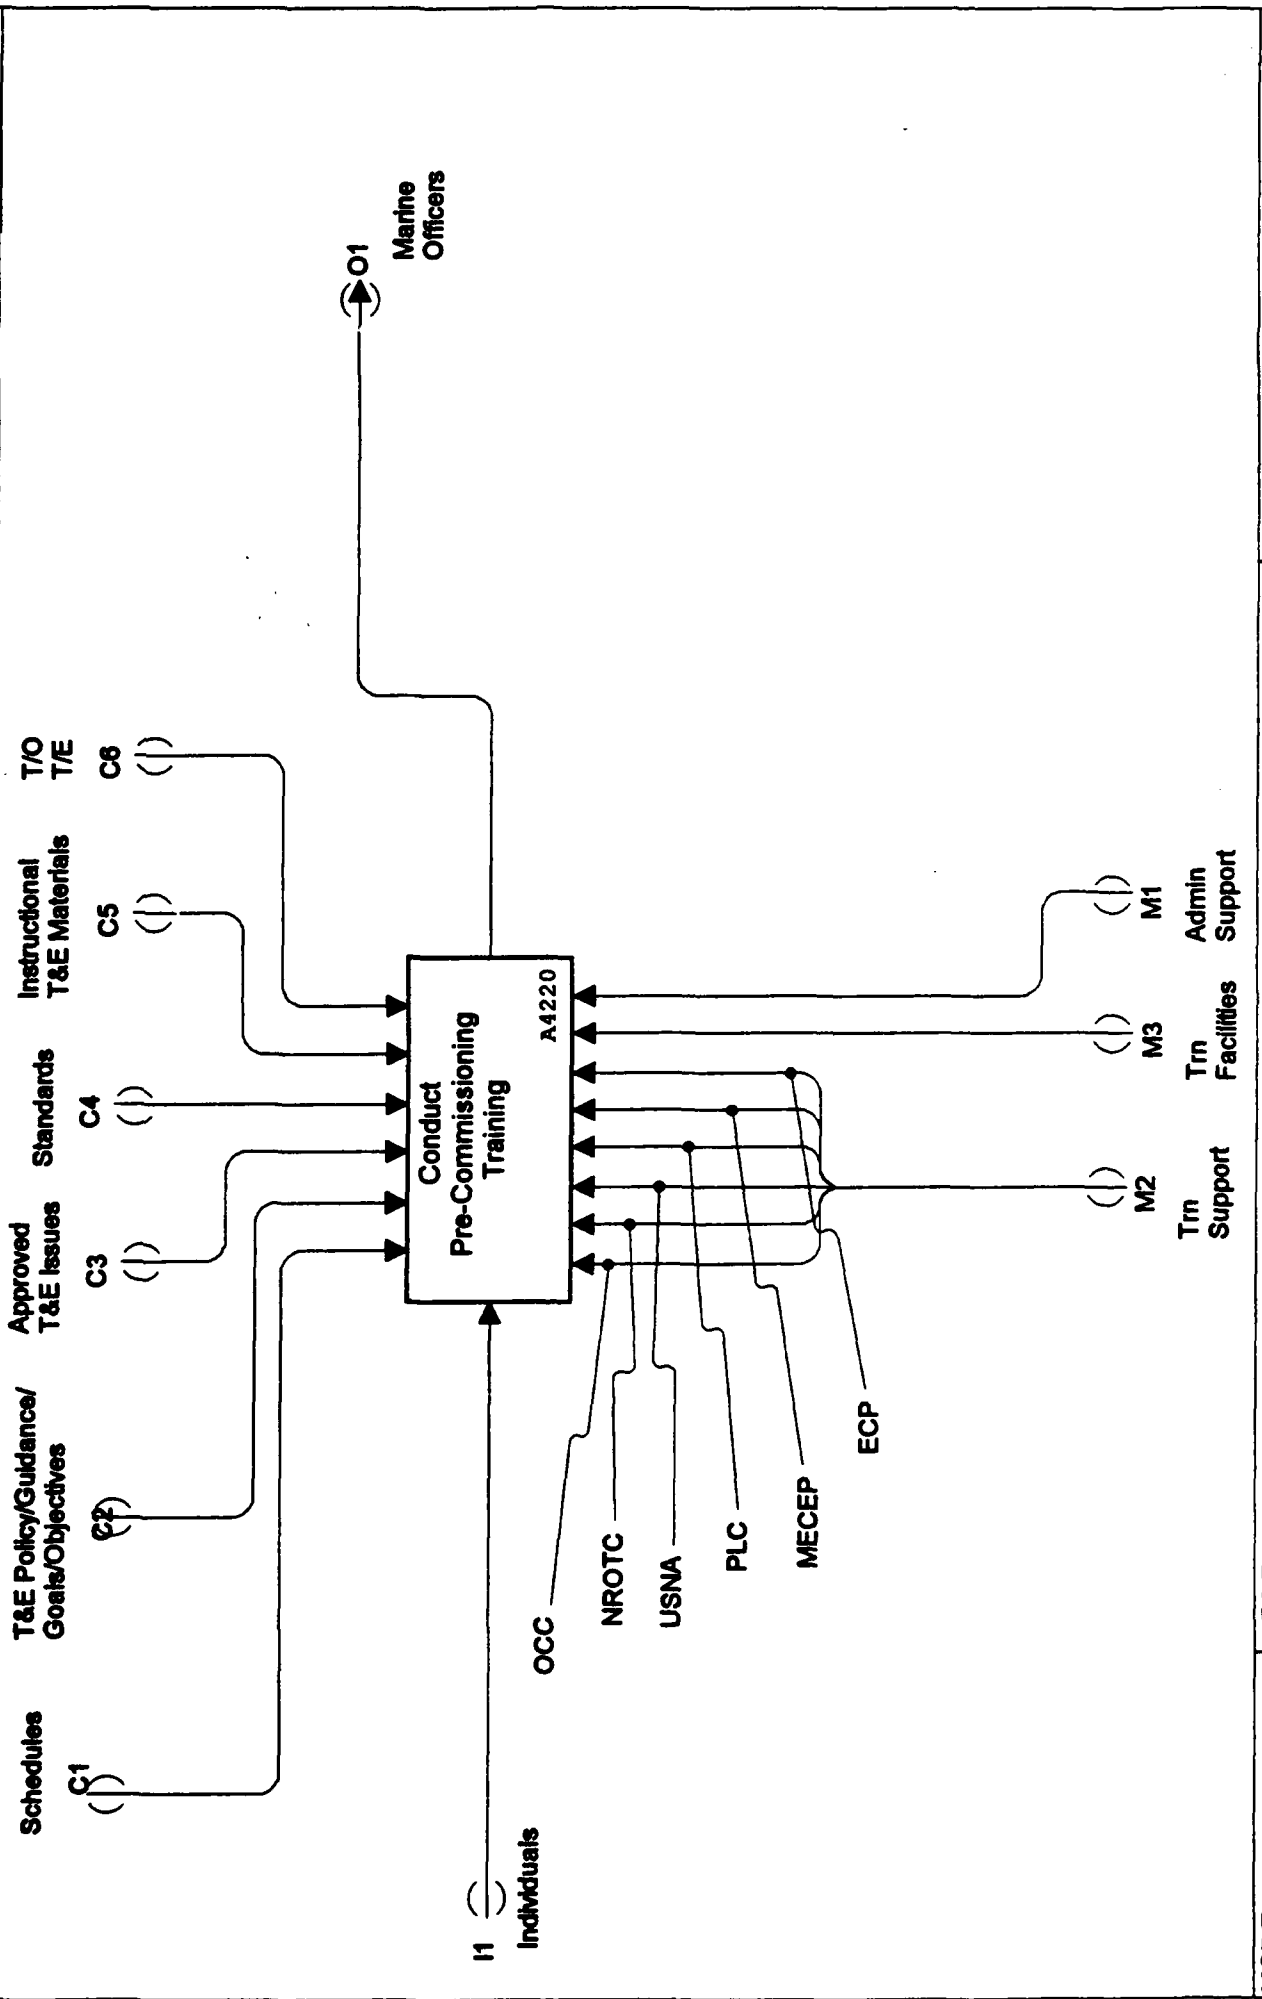 Schedules
C1
T&E Policy/Guidance/
Goals/Objectives
C2
Approved
T&E Issues
C3
Standards
C4
Instructional
T&E Materials
C5
T/O
T/E
C6
I1
Individuals
Conduct
Pre-Commissioning
Training
A4220
O1
Marine
Officers
OCC
NROTC
USNA
PLC
MECEP
ECP
M2
Trn
Support
M3
Trn
Facilities
M1
Admin
Support